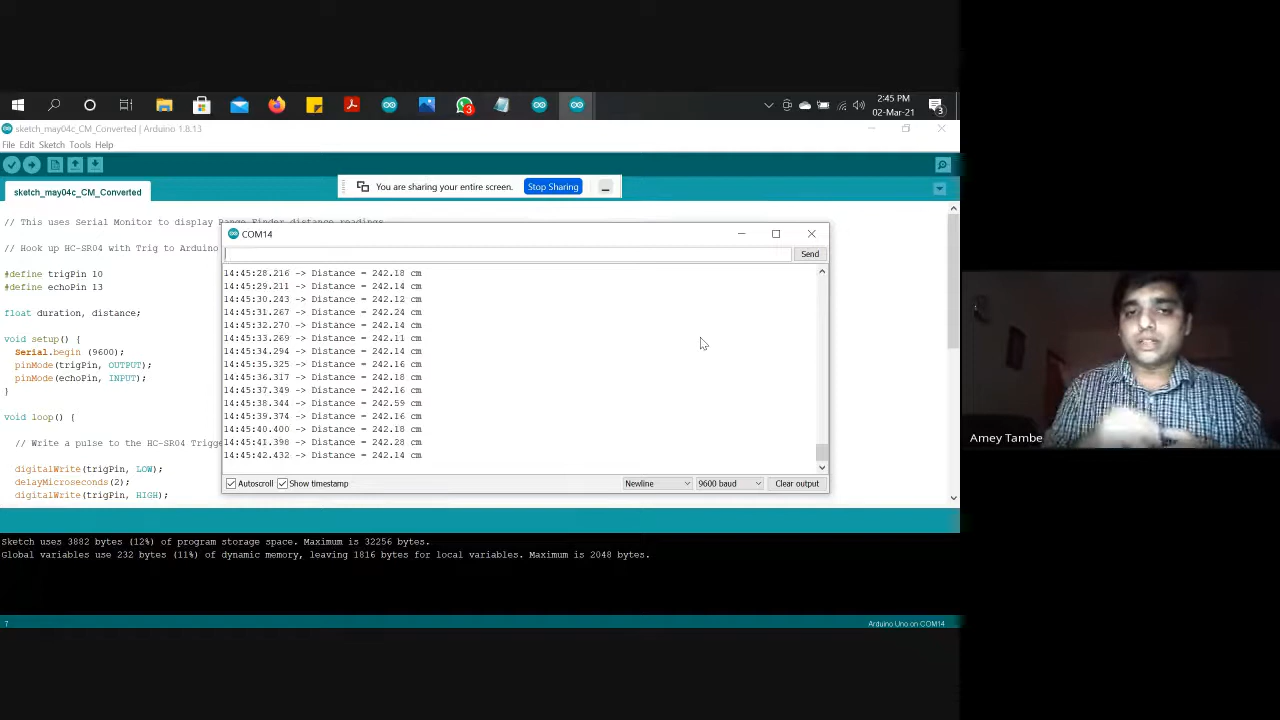 3
2:45 PM
02-Mar-21
3
sketch_may04c_CM_Converted | Arduino 1.8.13
File Edit Sketch Tools Help
You are sharing your entire screen. Stop Sharing
sketch_may04c_CM_Converted
// This uses Serial Monitor to display Range Finder distance readings
// Hook up HC-SR04 with Trig to Arduino
#define trigPin 10
#define echoPin 13
float duration, distance;
void setup() {
Serial.begin (9600);
pinMode(trigPin, OUTPUT);
pinMode(echoPin, INPUT);
}
void loop() {
// Write a pulse to the HC-SR04 Trigge
digitalWrite(trigPin, LOW);
delayMicroseconds(2);
digitalWrite(trigPin, HIGH);
COM14
Send
14:45:28.216 -> Distance = 242.18 cm
14:45:29.211 -> Distance = 242.14 cm
14:45:30.243 -> Distance = 242.12 cm
14:45:31.267 -> Distance = 242.24 cm
14:45:32.270 -> Distance = 242.14 cm
14:45:33.269 -> Distance = 242.11 cm
14:45:34.294 -> Distance = 242.14 cm
14:45:35.325 -> Distance = 242.16 cm
14:45:36.317 -> Distance = 242.18 cm
14:45:37.349 -> Distance = 242.16 cm
14:45:38.344 -> Distance = 242.59 cm
14:45:39.374 -> Distance = 242.16 cm
14:45:40.400 -> Distance = 242.18 cm
14:45:41.398 -> Distance = 242.28 cm
14:45:42.432 -> Distance = 242.14 cm
Autoscroll Show timestamp Newline 9600 baud Clear output
Sketch uses 3882 bytes (12%) of program storage space. Maximum is 32256 bytes.
Global variables use 232 bytes (11%) of dynamic memory, leaving 1816 bytes for local variables. Maximum is 2048 bytes.
7 Arduino Uno on COM14
Amey Tambe